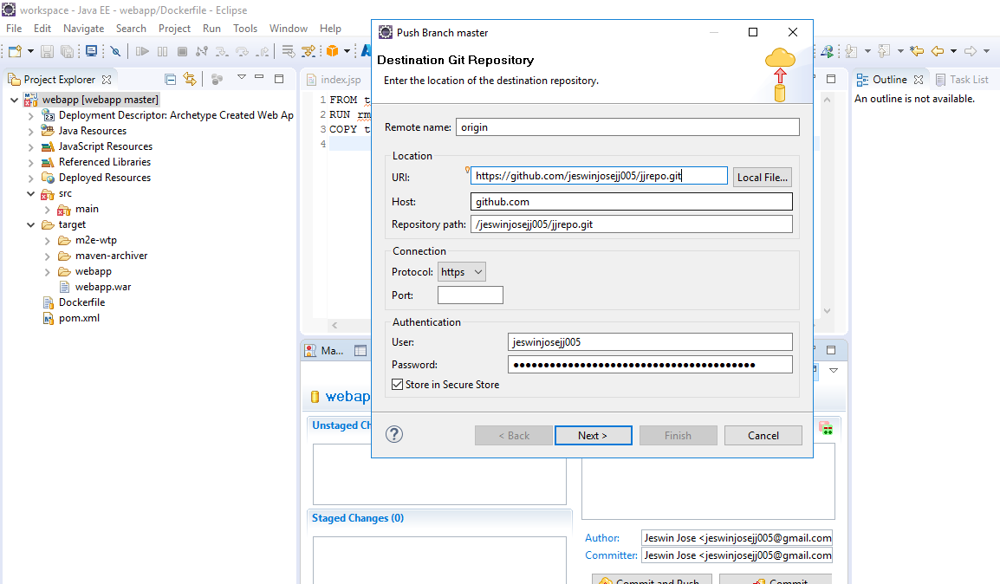 workspace - Java EE - webapp/Dockerfile - Eclipse
File Edit Navigate Search Project Run Tools Window Help
Project Explorer
webapp [webapp master]
Deployment Descriptor: Archetype Created Web Ap
Java Resources
JavaScript Resources
Referenced Libraries
Deployed Resources
src
main
target
m2e-wtp
maven-archiver
webapp
webapp.war
Dockerfile
pom.xml
index.jsp
1 FROM t
2 RUN rm
3 COPY t
4
Push Branch master
Destination Git Repository
Enter the location of the destination repository.
Remote name: origin
Location
URI: https://github.com/jeswinjosejj005/jjrepo.git
Local File...
Host: github.com
Repository path: /jeswinjosejj005/jjrepo.git
Connection
Protocol: https
Port:
Authentication
User: jeswinjosejj005
Password: ●●●●●●●●●●●●●●●●●●●●●●●●●●●●●●●●●●●●●●●●
Store in Secure Store
< Back Next > Finish Cancel
Outline Task List
An outline is not available.
Ma...
webap
Unstaged Ch
Staged Changes (0)
Author: Jeswin Jose <jeswinjosejj005@gmail.com
Committer: Jeswin Jose <jeswinjosejj005@gmail.com
Commit and Push Commit